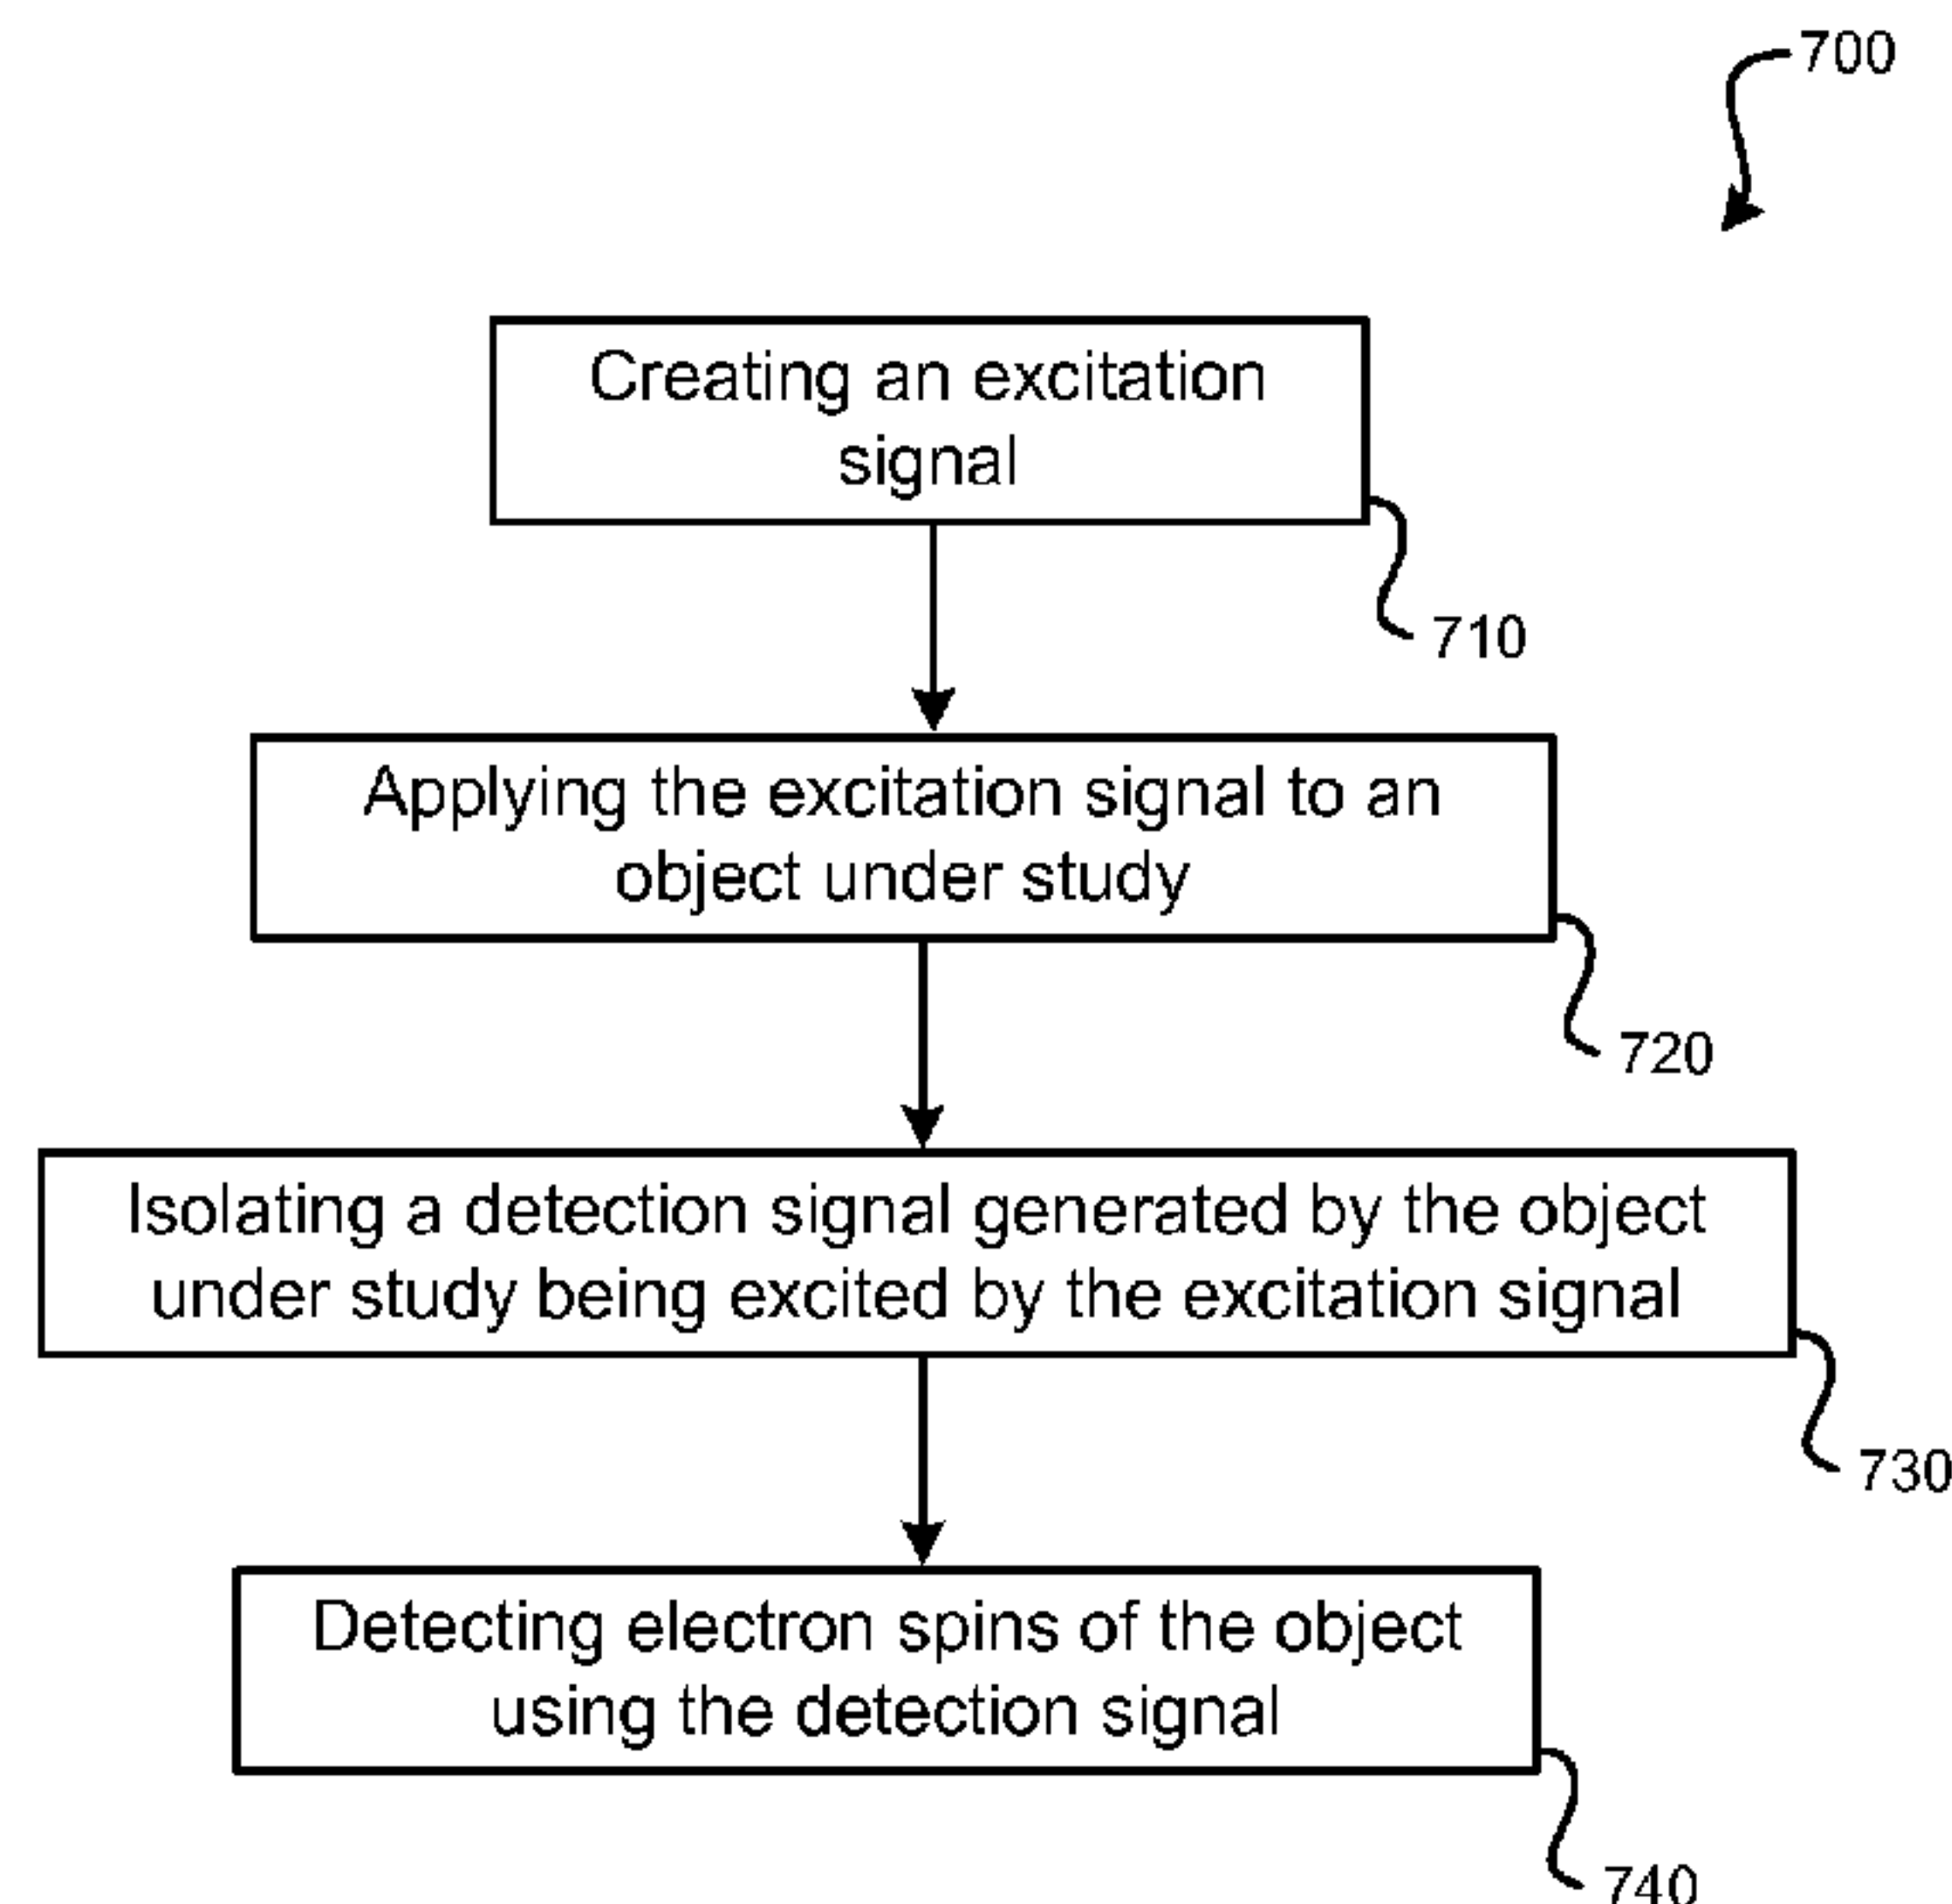 700
Creating an excitation
signal
710
Applying the excitation signal to an
object under study
720
Isolating a detection signal generated by the object
under study being excited by the excitation signal
730
Detecting electron spins of the object
using the detection signal
740